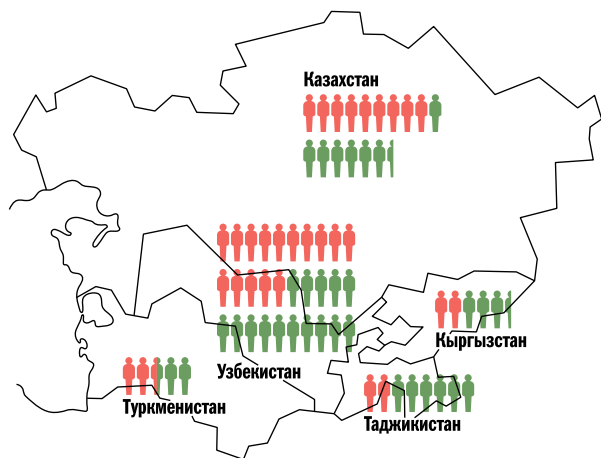 Казахстан
Кыргызстан
Узбекистан
Туркменистан
Таджикистан